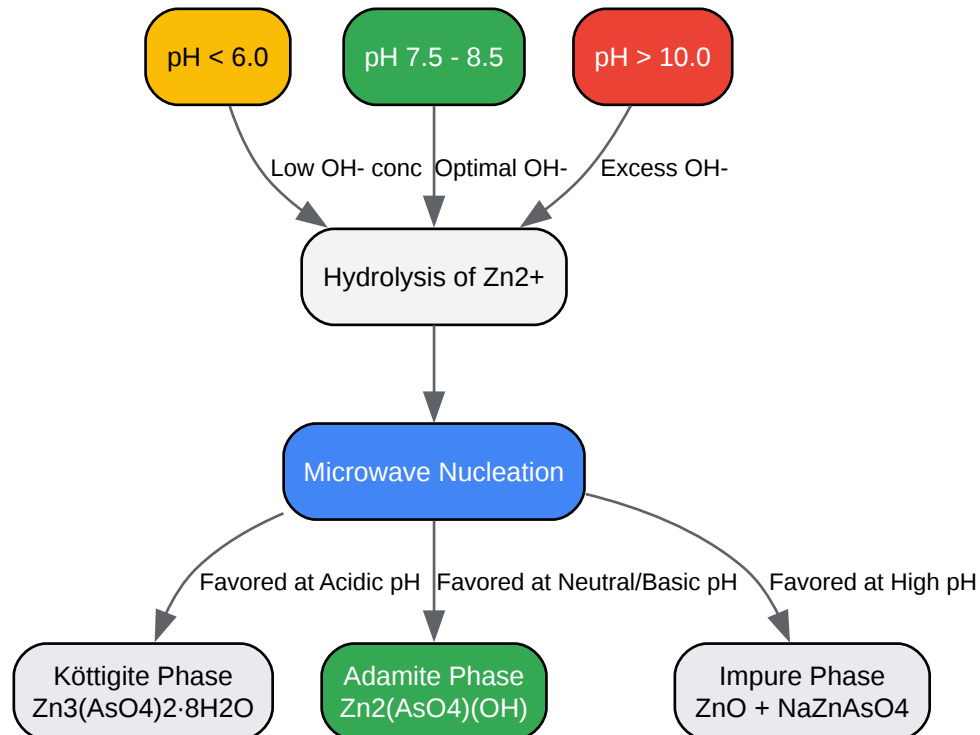 pH < 6.0
pH 7.5 - 8.5
pH > 10.0
Low OH- conc
Optimal OH-
Excess OH-
Hydrolysis of Zn2+
Microwave Nucleation
Favored at Acidic pH
Favored at Neutral/Basic pH
Favored at High pH
Köttigite Phase
Zn3(AsO4)2·8H2O
Adamite Phase
Zn2(AsO4)(OH)
Impure Phase
ZnO + NaZnAsO4